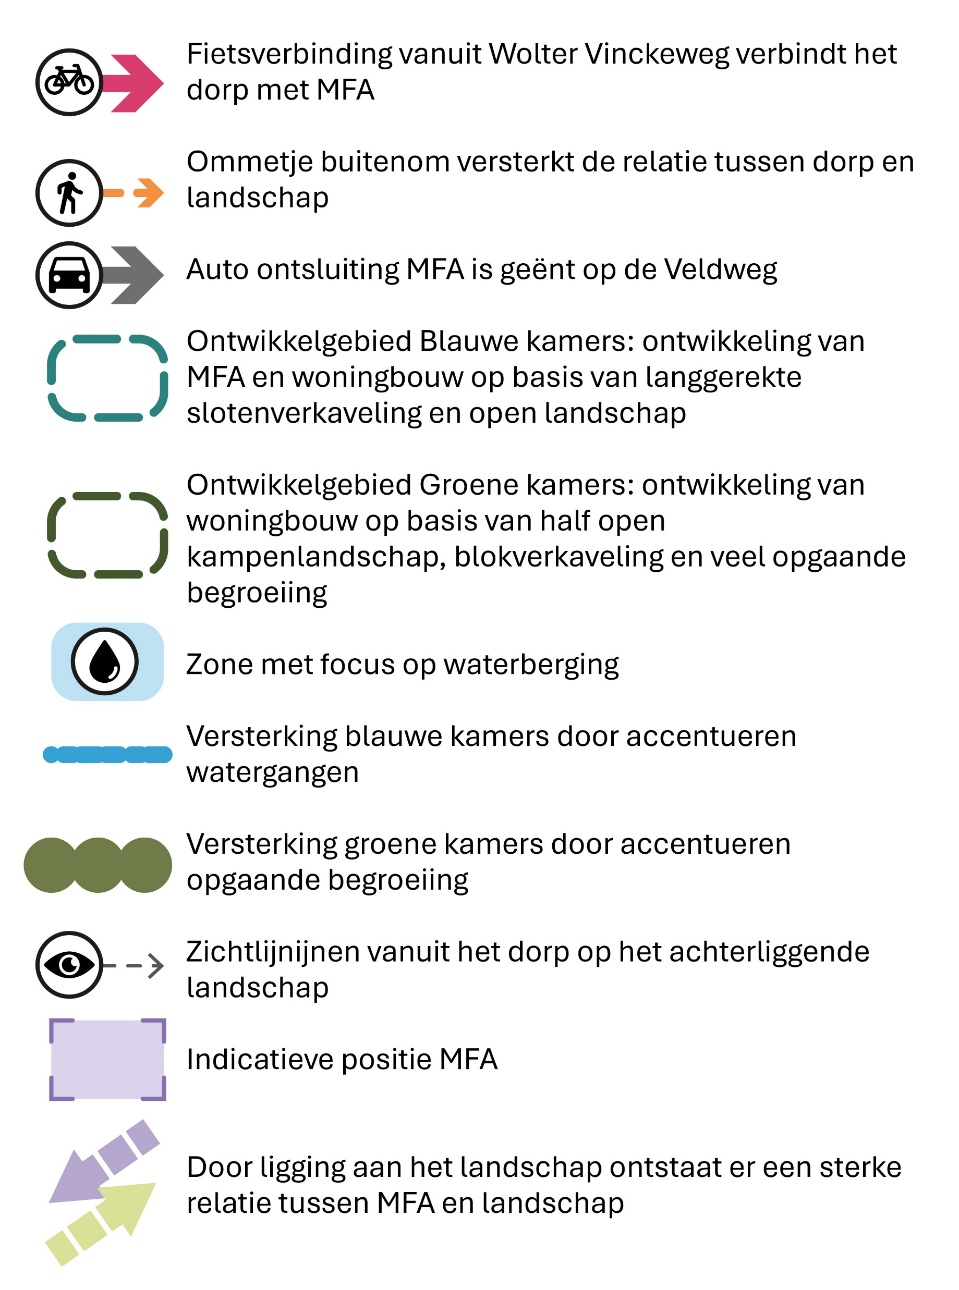 Fietsverbinding vanuit Wolter Vinckeweg verbindt het
dorp met MFA
Ommetje buitenom versterkt de relatie tussen dorp en
landschap
Auto ontsluiting MFA is geënt op de Veldweg
Ontwikkelgebied Blauwe kamers: ontwikkeling van
MFA en woningbouw op basis van langgerekte
slotenverkaveling en open landschap
Ontwikkelgebied Groene kamers: ontwikkeling van
woningbouw op basis van half open
kampenlandschap, blokverkaveling en veel opgaande
begroeiing
Zone met focus op waterberging
Versterking blauwe kamers door accentueren
watergangen
Versterking groene kamers door accentueren
opgaande begroeiing
Zichtlijnijnen vanuit het dorp op het achterliggende
landschap
Indicatieve positie MFA
Door ligging aan het landschap ontstaat er een sterke
relatie tussen MFA en landschap